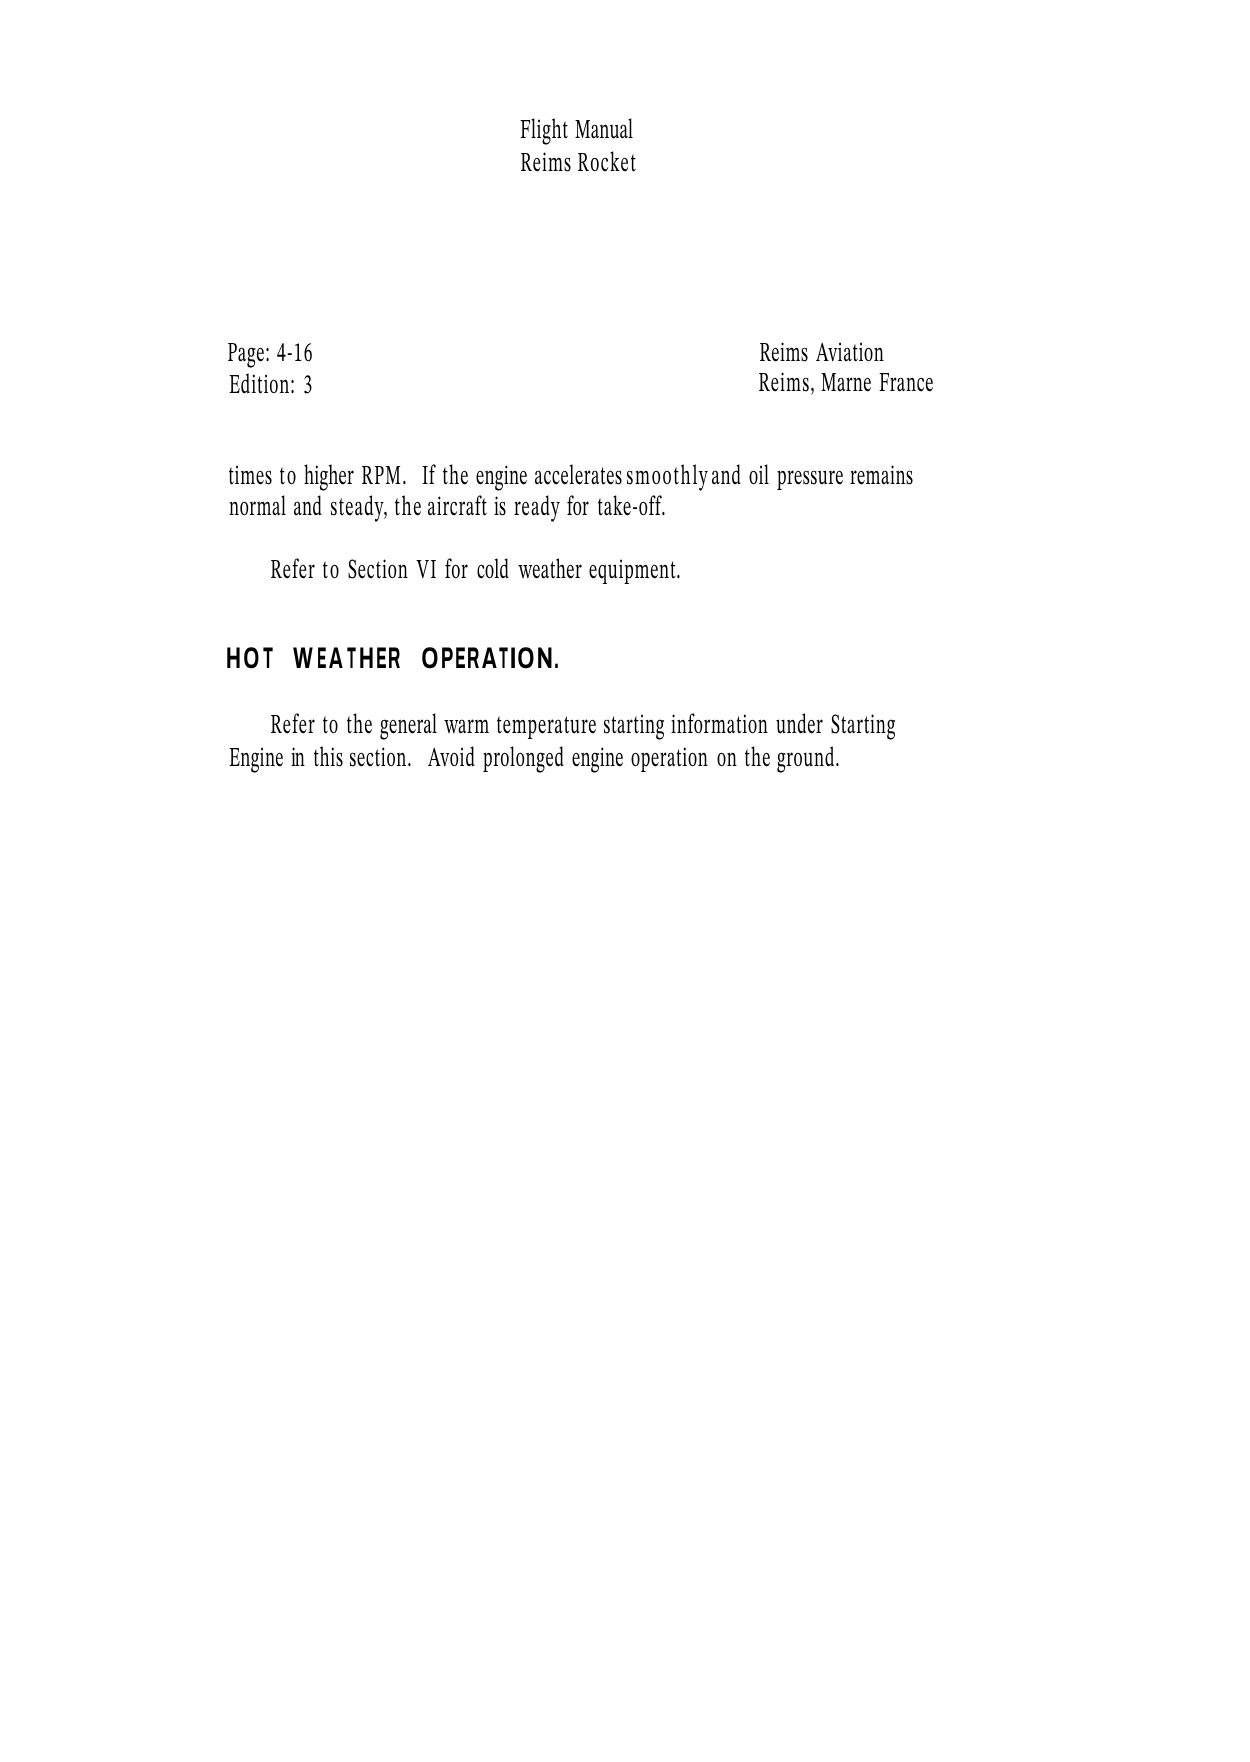 Flight Manual
Reims Rocket
Page: 4-16
Edition: 3
Reims Aviation
Reims, Marne France
times to higher RPM. If the engine accelerates smoothly and oil pressure remains
normal and steady, the aircraft is ready for take-off.
Refer to Section VI for cold weather equipment.
HOT WEATHER OPERATION.
Refer to the general warm temperature starting information under Starting
Engine in this section. Avoid prolonged engine operation on the ground.